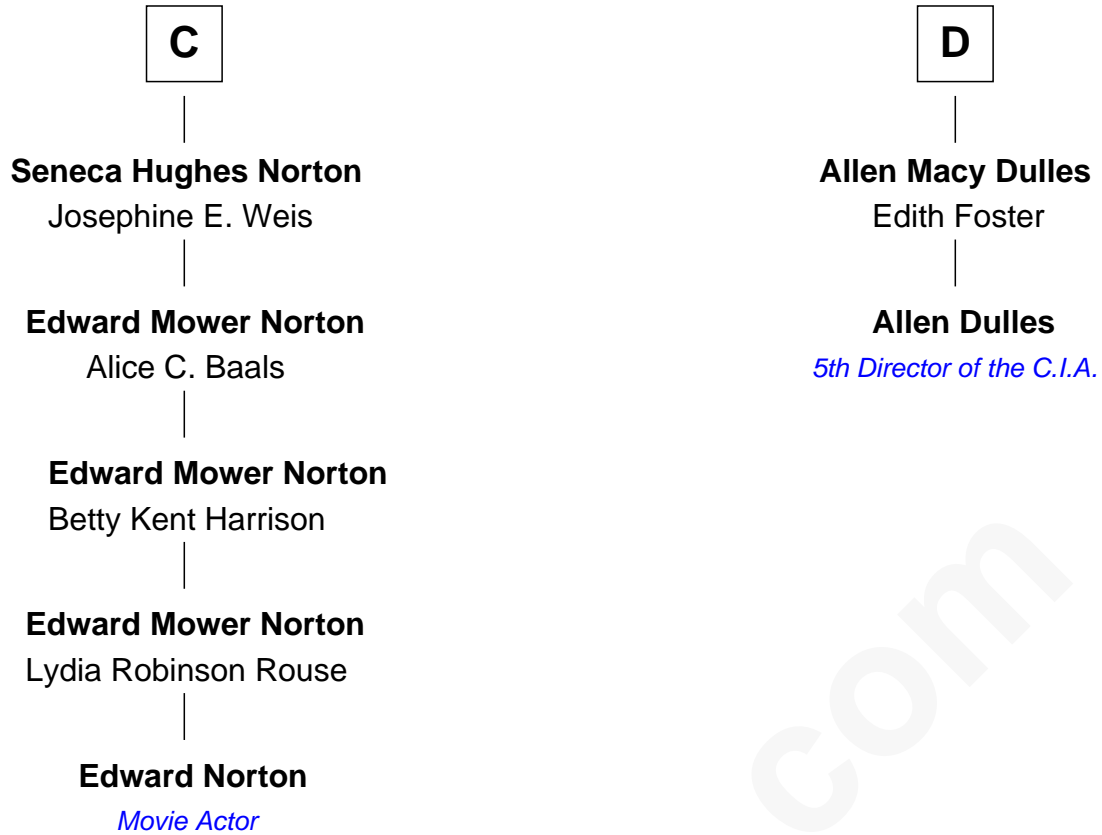 C
Seneca Hughes Norton
Josephine E. Weis
Edward Mower Norton
Alice C. Baals
Edward Mower Norton
Betty Kent Harrison
Edward Mower Norton
Lydia Robinson Rouse
Edward Norton
Movie Actor
D
Allen Macy Dulles
Edith Foster
Allen Dulles
5th Director of the C.I.A.
com